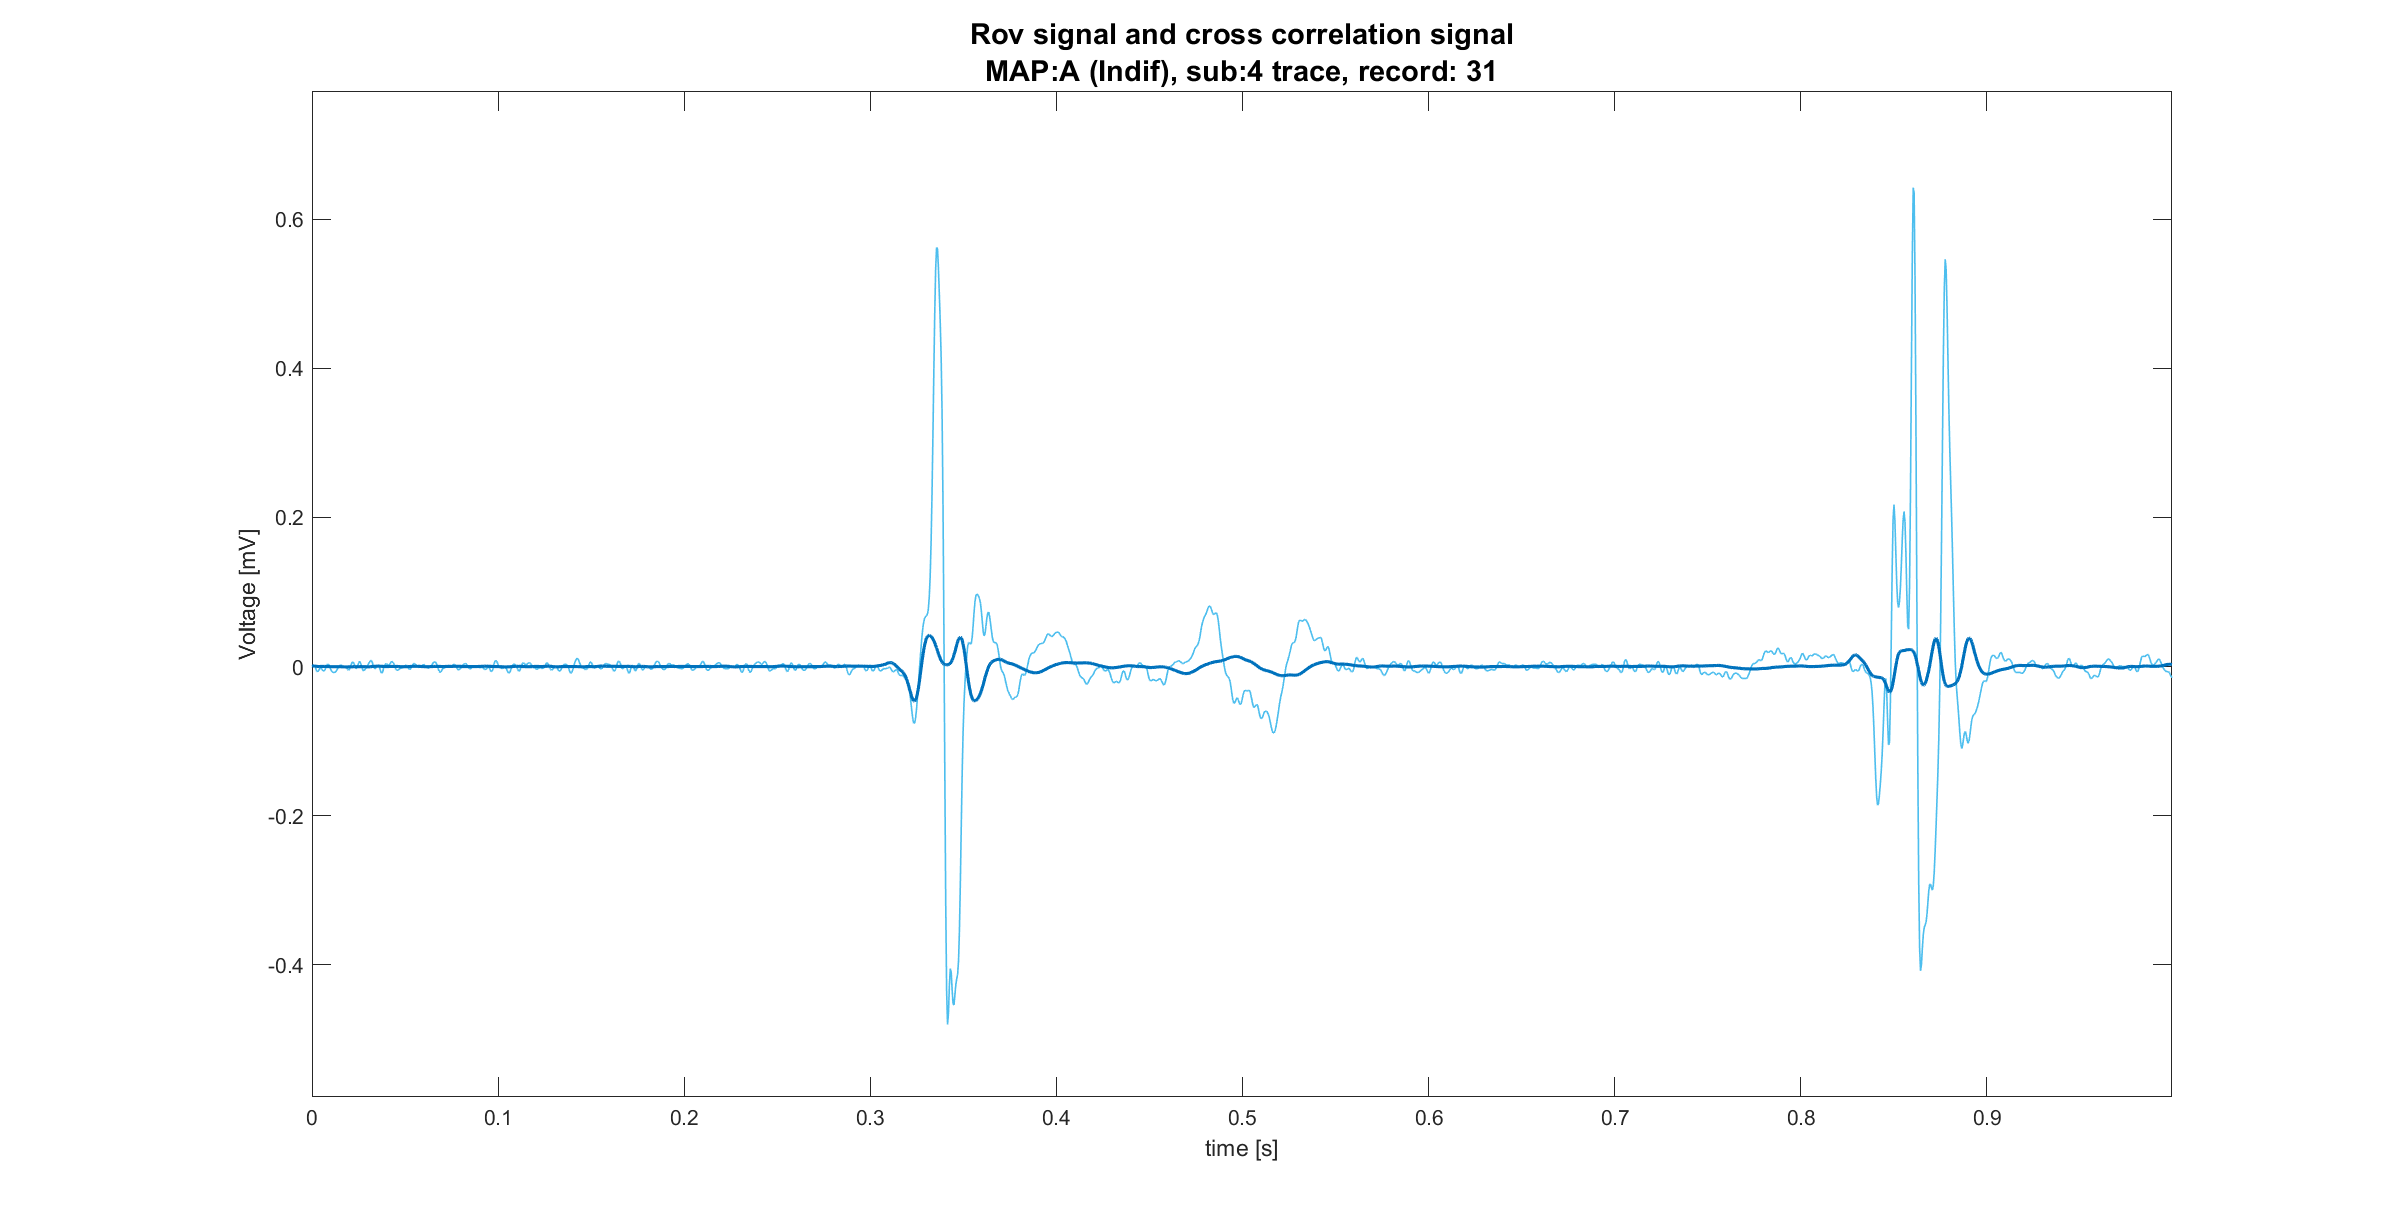 Rov signal and cross correlation signal
MAP:A (Indif), sub:4 trace, record: 31
Voltage [mV]
0.6
0.4
0.2
0
-0.2
-0.4
0 0.1 0.2 0.3 0.4 0.5 0.6 0.7 0.8 0.9
time [s]